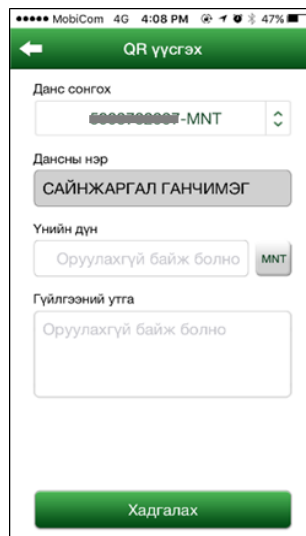 MobiCom 4G 4:08 PM 47%
QR үүсгэх
Данс сонгох
-MNT
Дансны нэр
САЙНЖАРГАЛ ГАНЧИМЭГ
Үнийн дүн
Оруулахгүй байж болно MNT
Гүйлгээний утга
Оруулахгүй байж болно
Хадгалах